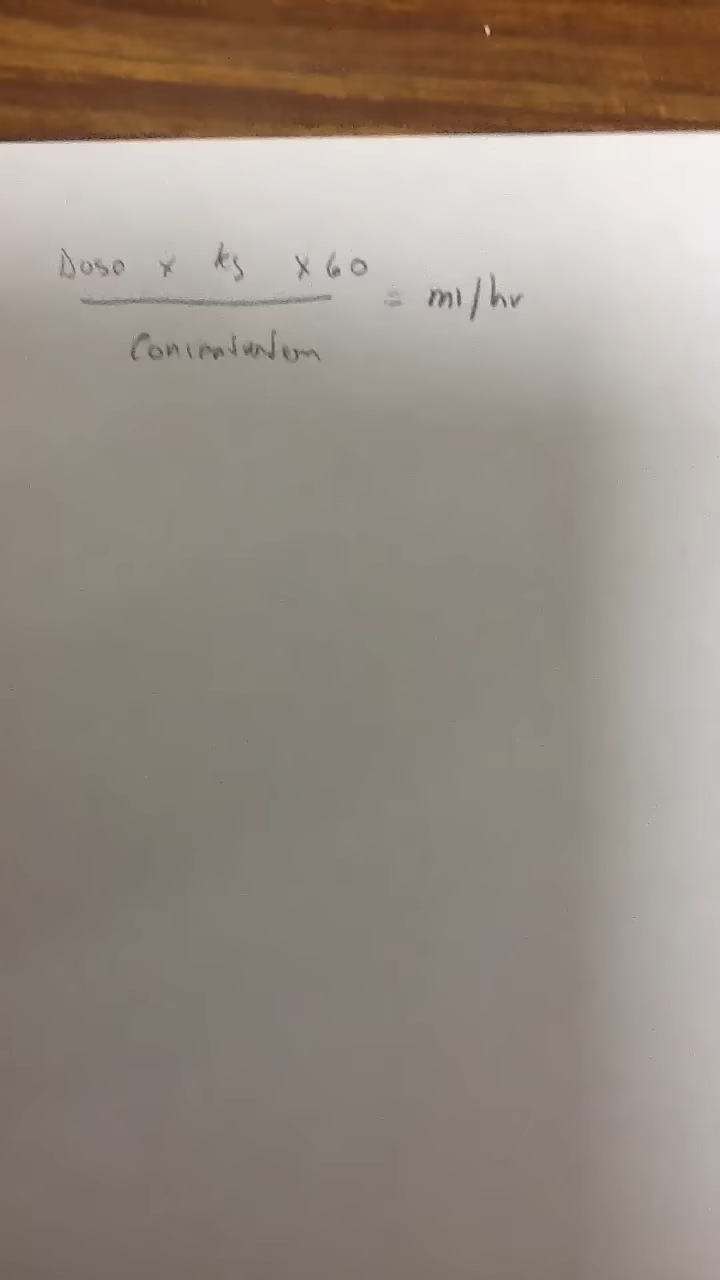 Dose x kg x 60 = ml/hr
Concentration